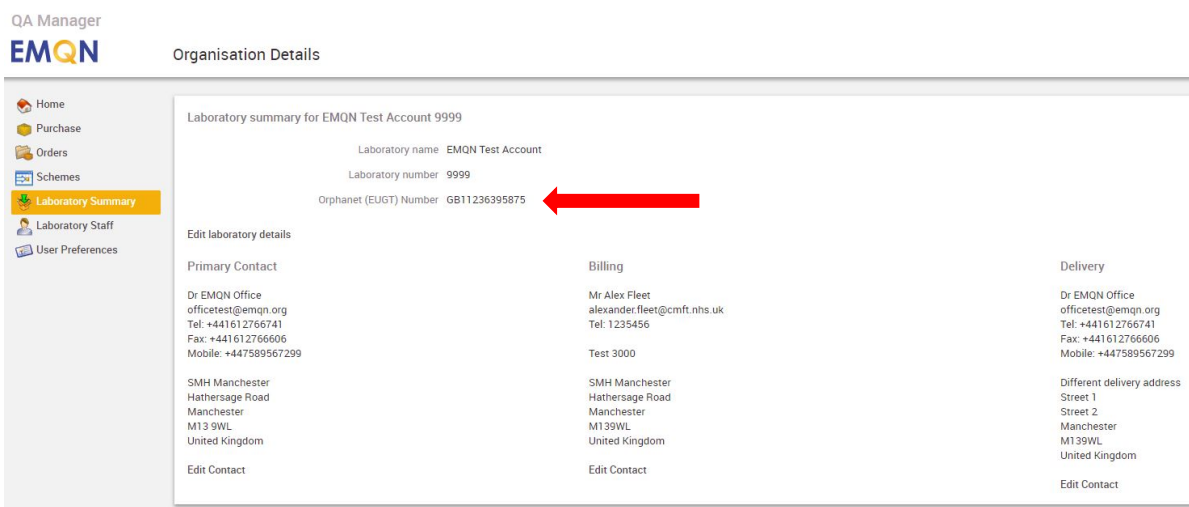 QA Manager
EMQN
Organisation Details
Home
Purchase
Orders
Schemes
Laboratory Summary
Laboratory Staff
User Preferences
Laboratory summary for EMQN Test Account 9999
Laboratory name EMQN Test Account
Laboratory number 9999
Orphanet (EUGT) Number GB11236395875
Edit laboratory details
Primary Contact
Dr EMQN Office
officetest@emqn.org
Tel: +441612766741
Fax: +441612766606
Mobile: +447589567299
SMH Manchester
Hathersage Road
Manchester
M13 9WL
United Kingdom
Edit Contact
Billing
Mr Alex Fleet
alexander.fleet@cmft.nhs.uk
Tel: 1235456
Test 3000
SMH Manchester
Hathersage Road
Manchester
M139WL
United Kingdom
Edit Contact
Delivery
Dr EMQN Office
officetest@emqn.org
Tel: +441612766741
Fax: +441612766606
Mobile: +447589567299
Different delivery address
Street 1
Street 2
Manchester
M139WL
United Kingdom
Edit Contact